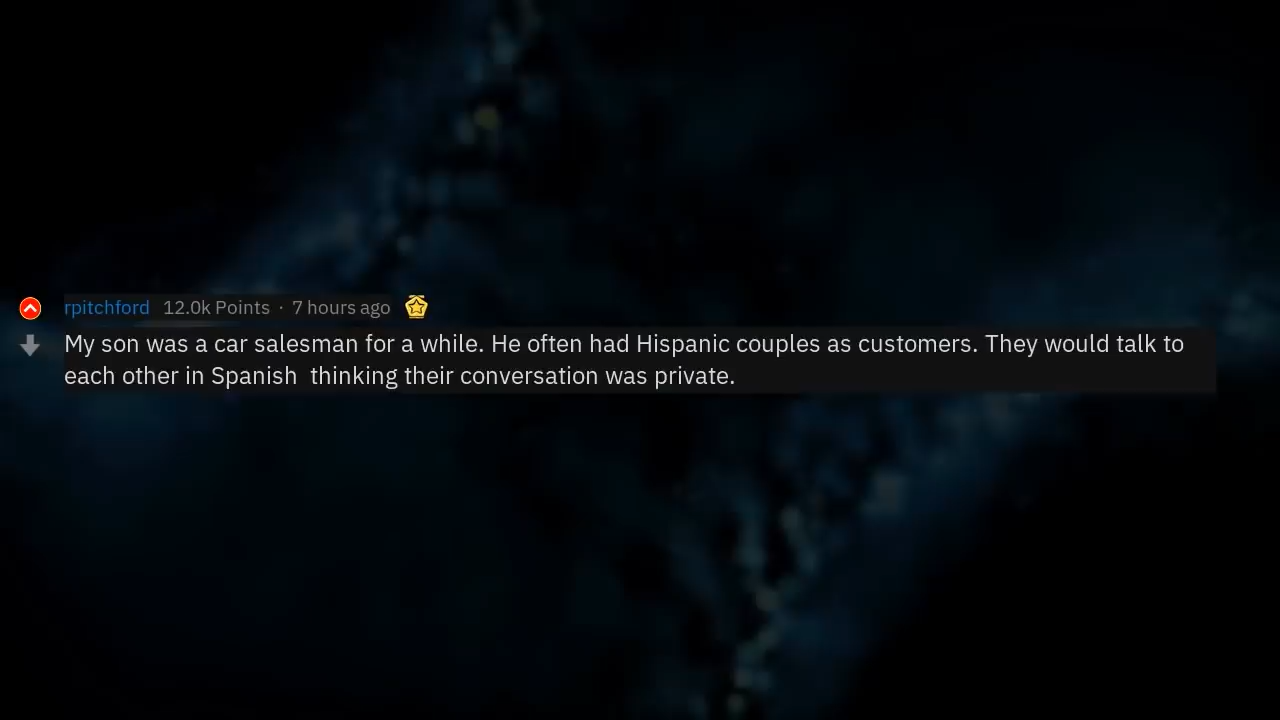 rpitchford 12.0k Points · 7 hours ago
My son was a car salesman for a while. He often had Hispanic couples as customers. They would talk to
each other in Spanish  thinking their conversation was private.